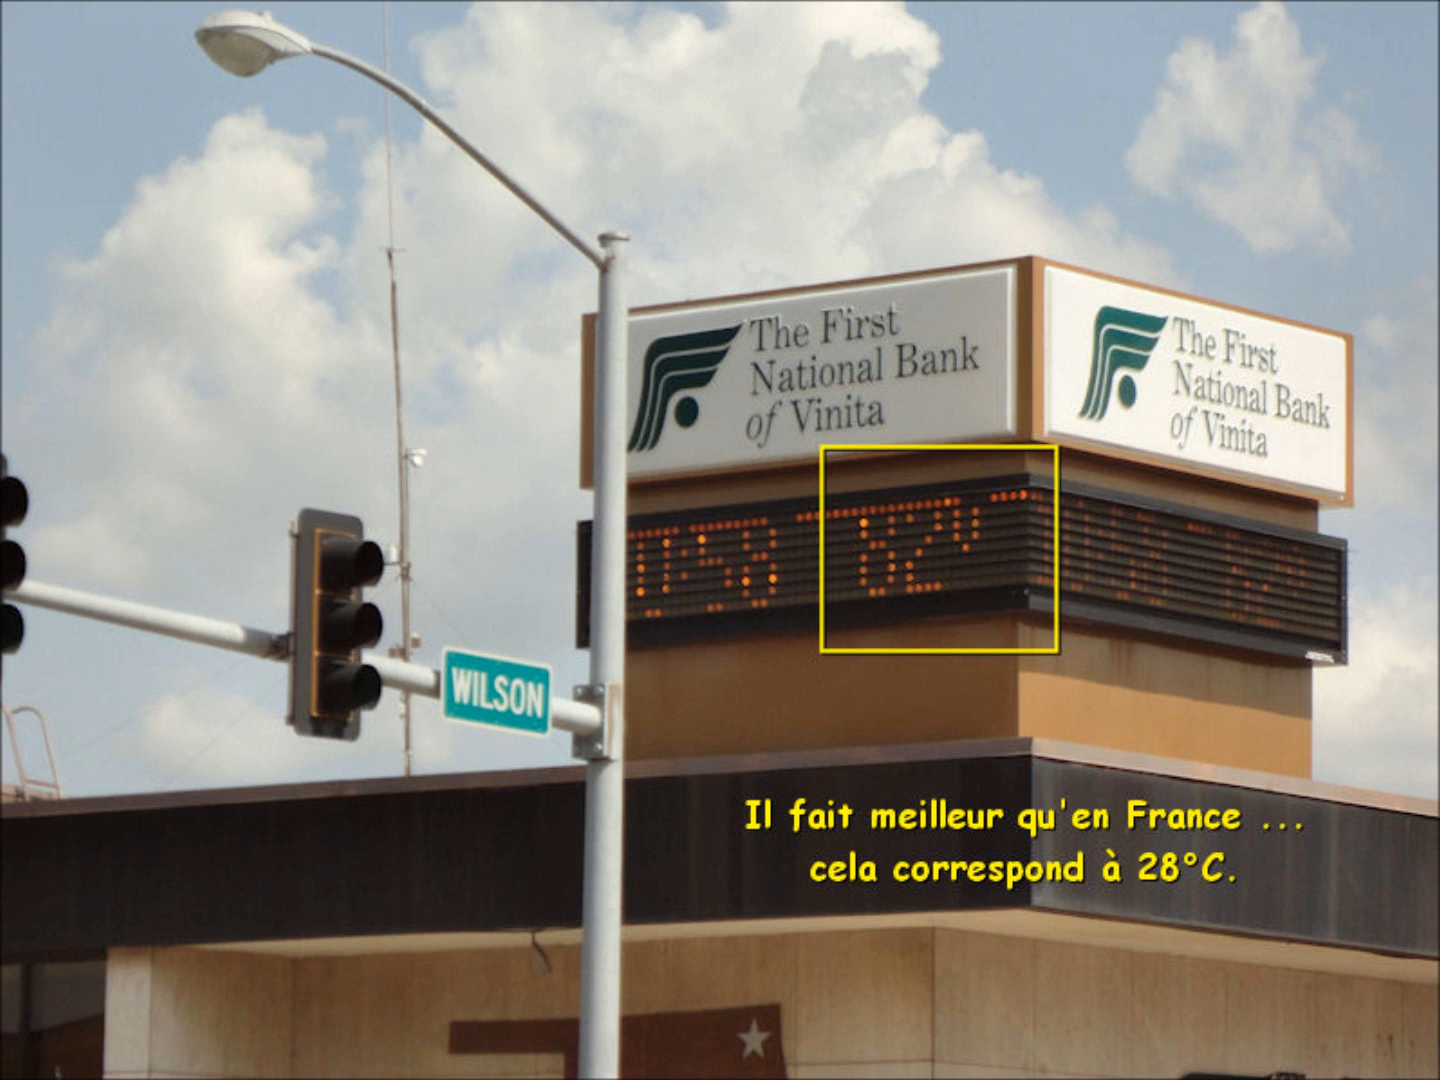 The First
National Bank
of Vinita
The First
National Bank
of Vinita
82°
WILSON
Il fait meilleur qu'en France ...
cela correspond à 28°C.